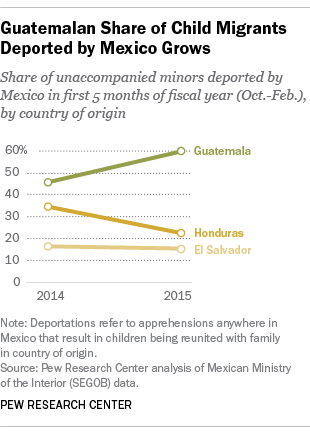 Guatemalan Share of Child Migrants
Deported by Mexico Grows
Share of unaccompanied minors deported by
Mexico in first 5 months of fiscal year (Oct.-Feb.),
by country of origin
60%
Guatemala
50
40
30
Honduras
20
El Salvador
10
0
2014 2015
Note: Deportations refer to apprehensions anywhere in
Mexico that result in children being reunited with family
in country of origin.
Source: Pew Research Center analysis of Mexican Ministry
of the Interior (SEGOB) data.
PEW RESEARCH CENTER